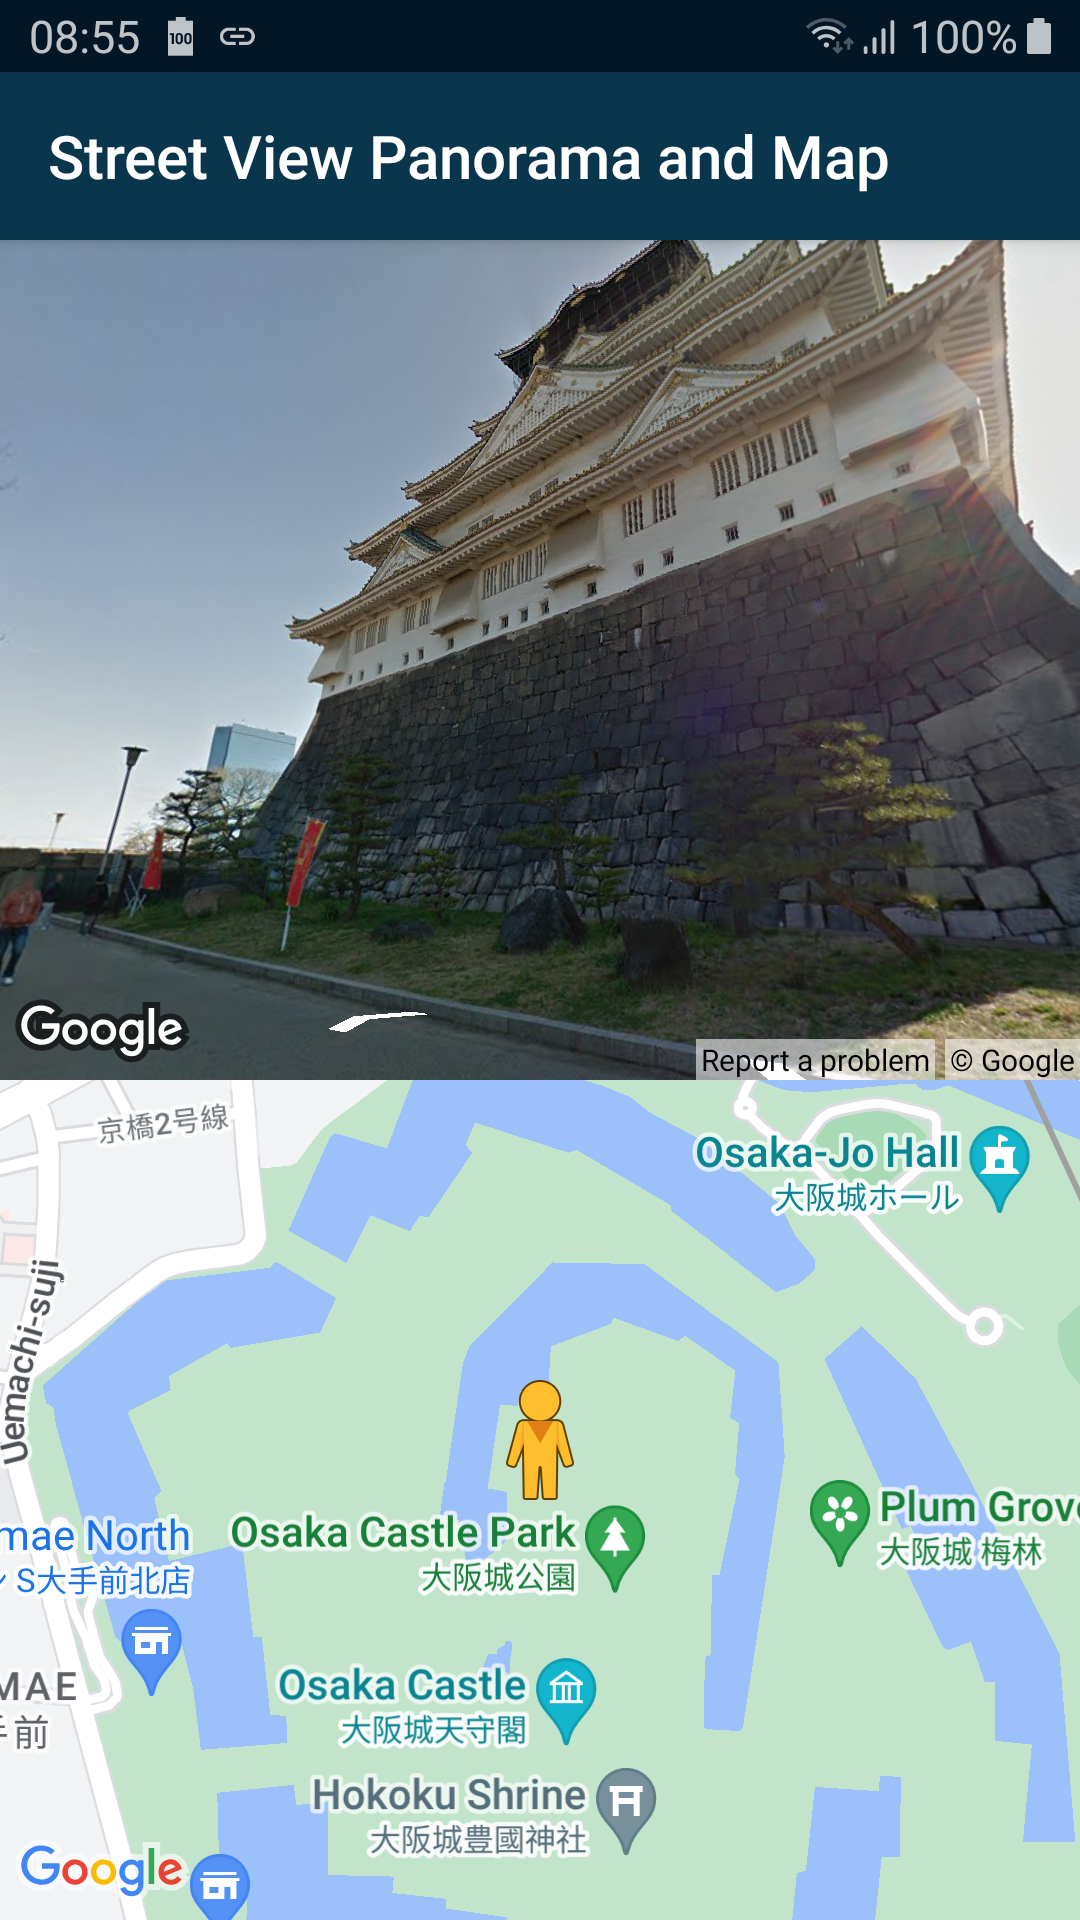 08:55
100
100%
Street View Panorama and Map
Google
Report a problem
© Google
京橋2号線
Osaka-Jo Hall
大阪城ホール
Uemachi-suji
Plum Grov
大阪城 梅林
mae North
S大手前北店
Osaka Castle Park
大阪城公園
MAE
手前
Osaka Castle
大阪城天守閣
Hokoku Shrine
大阪城豊國神社
Google